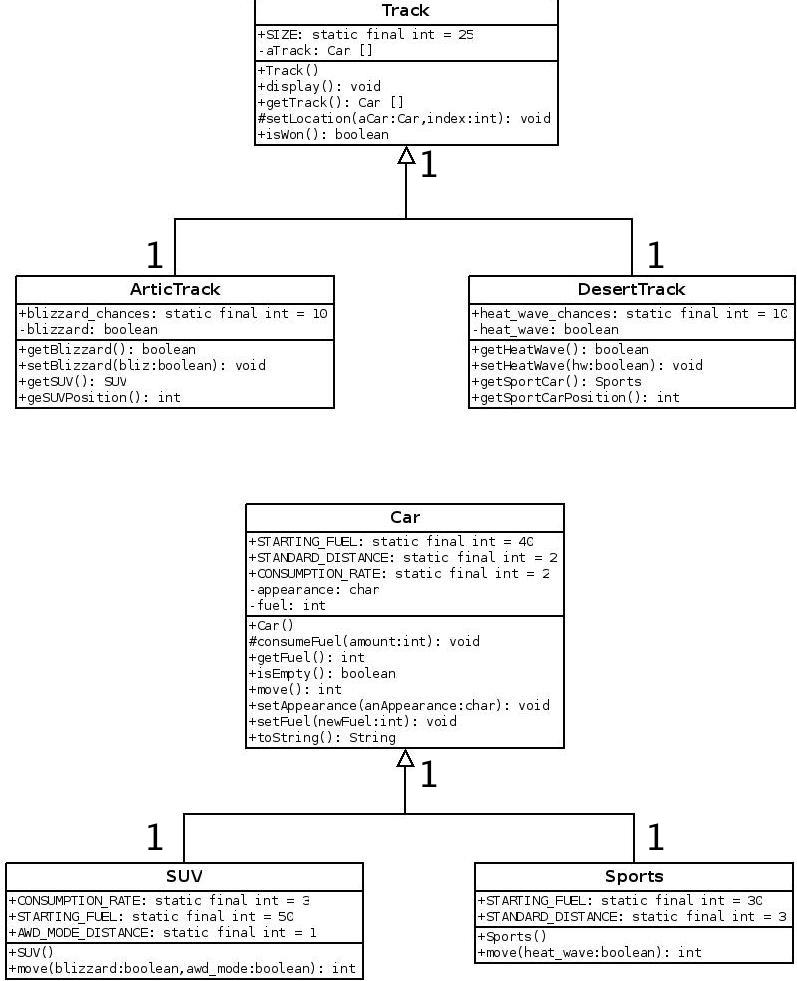 Track
+SIZE: static final int = 25
-aTrack: Car []
+Track()
+display(): void
+getTrack(): Car []
#setLocation(aCar:Car,index:int): void
+isWon(): boolean
1
1
1
ArticTrack
+blizzard_chances: static final int = 10
-blizzard: boolean
+getBlizzard(): boolean
+setBlizzard(bliz:boolean): void
+getSUV(): SUV
+geSUVPosition(): int
DesertTrack
+heat_wave_chances: static final int = 10
-heat_wave: boolean
+getHeatWave(): boolean
+setHeatWave(hw:boolean): void
+getSportCar(): Sports
+getSportCarPosition(): int
Car
+STARTING_FUEL: static final int = 40
+STANDARD_DISTANCE: static final int = 2
+CONSUMPTION_RATE: static final int = 2
-appearance: char
-fuel: int
+Car()
#consumeFuel(amount:int): void
+getFuel(): int
+isEmpty(): boolean
+move(): int
+setAppearance(anAppearance:char): void
+setFuel(newFuel:int): void
+toString(): String
1
1
1
SUV
+CONSUMPTION_RATE: static final int = 3
+STARTING_FUEL: static final int = 50
+AWD_MODE_DISTANCE: static final int = 1
+SUV()
+move(blizzard:boolean,awd_mode:boolean): int
Sports
+STARTING_FUEL: static final int = 30
+STANDARD_DISTANCE: static final int = 3
+Sports()
+move(heat_wave:boolean): int